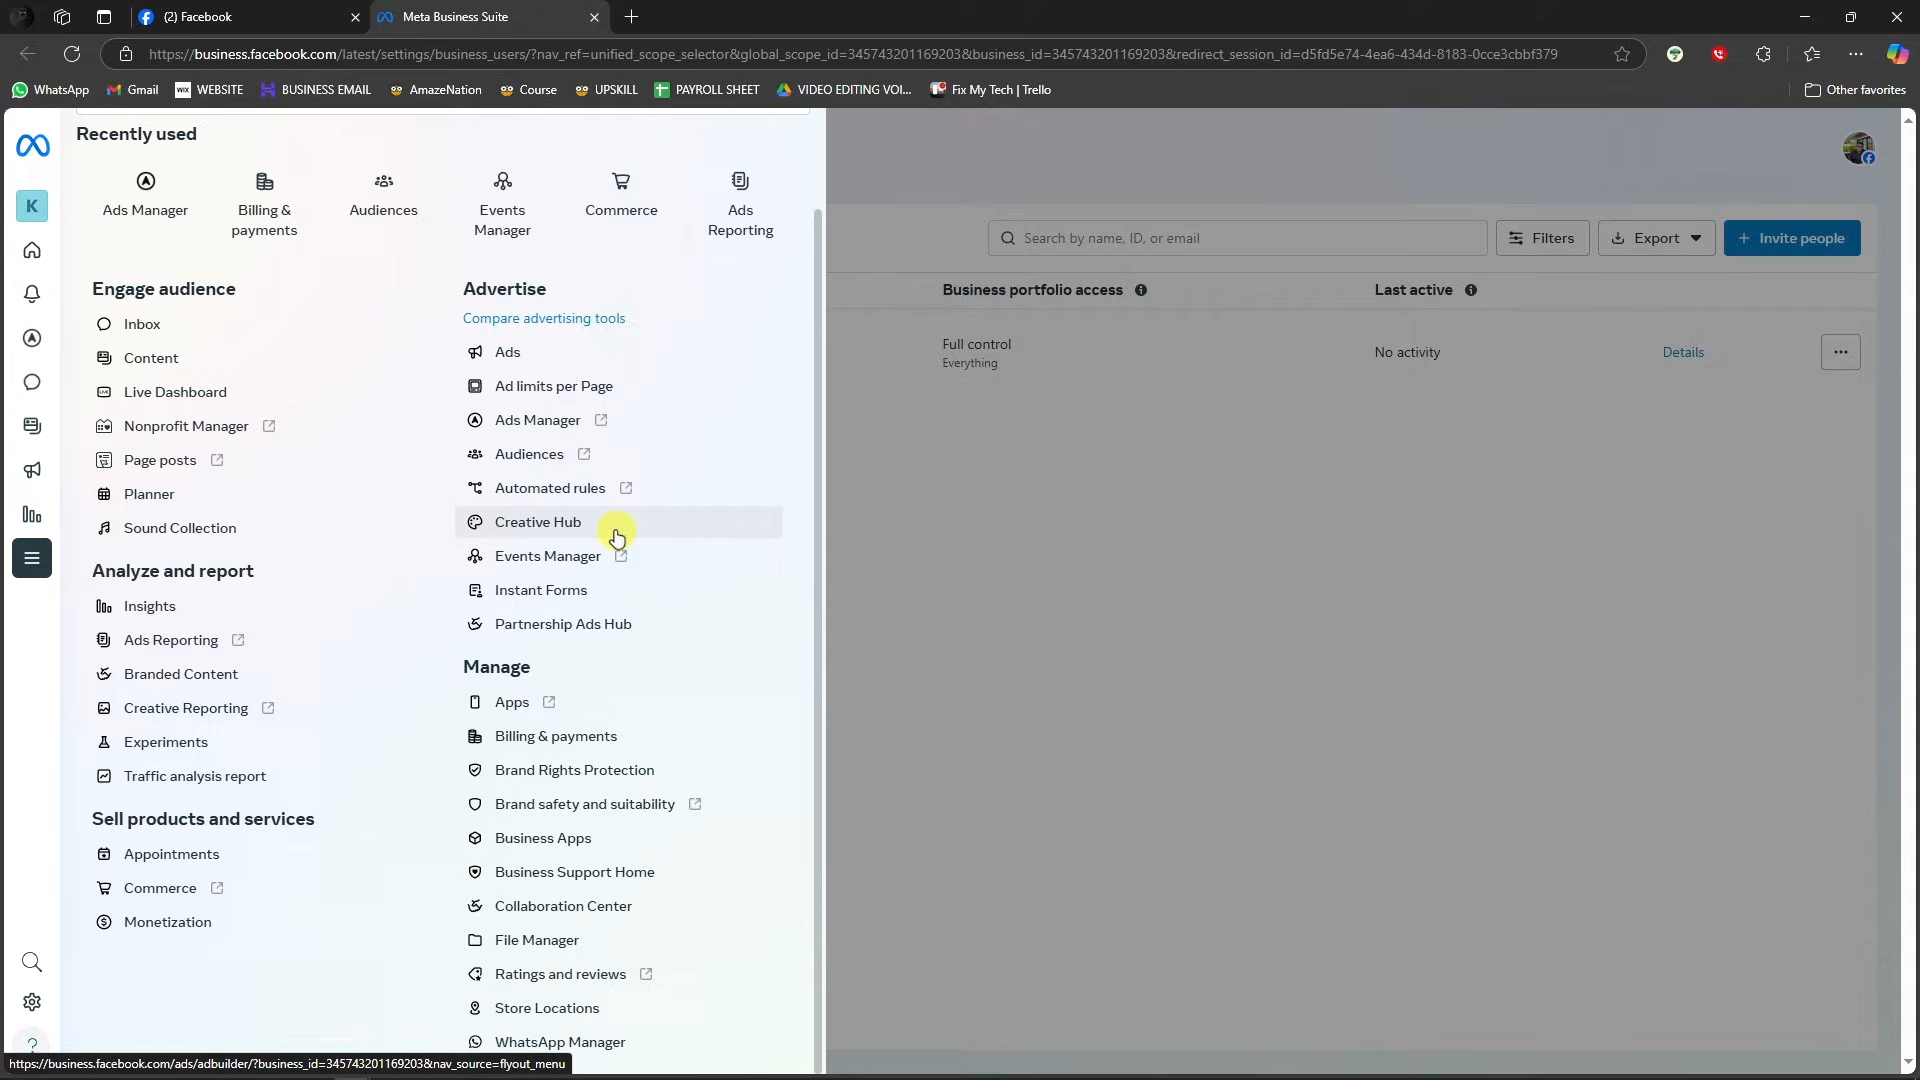 (2) Facebook
Meta Business Suite
https://business.facebook.com/latest/settings/business_users/?nav_ref=unified_scope_selector&global_scope_id=345743201169203&business_id=345743201169203&redirect_session_id=d5fd5e74-4ea6-434d-8183-0cce3cbbf379
WhatsApp
Gmail
WIX WEBSITE
BUSINESS EMAIL
AmazeNation
Course
UPSKILL
PAYROLL SHEET
VIDEO EDITING VOI...
Fix My Tech | Trello
Other favorites
Recently used
Ads Manager
Billing & payments
Audiences
Events Manager
Commerce
Ads Reporting
K
Engage audience
Inbox
Content
Live Dashboard
Nonprofit Manager
Page posts
Planner
Sound Collection
Analyze and report
Insights
Ads Reporting
Branded Content
Creative Reporting
Experiments
Traffic analysis report
Sell products and services
Appointments
Commerce
Monetization
Advertise
Compare advertising tools
Ads
Ad limits per Page
Ads Manager
Audiences
Automated rules
Creative Hub
Events Manager
Instant Forms
Partnership Ads Hub
Manage
Apps
Billing & payments
Brand Rights Protection
Brand safety and suitability
Business Apps
Business Support Home
Collaboration Center
File Manager
Ratings and reviews
Store Locations
WhatsApp Manager
Search by name, ID, or email
Filters
Export
+ Invite people
Business portfolio access
Last active
Full control
Everything
No activity
Details
https://business.facebook.com/ads/adbuilder/?business_id=345743201169203&nav_source=flyout_menu